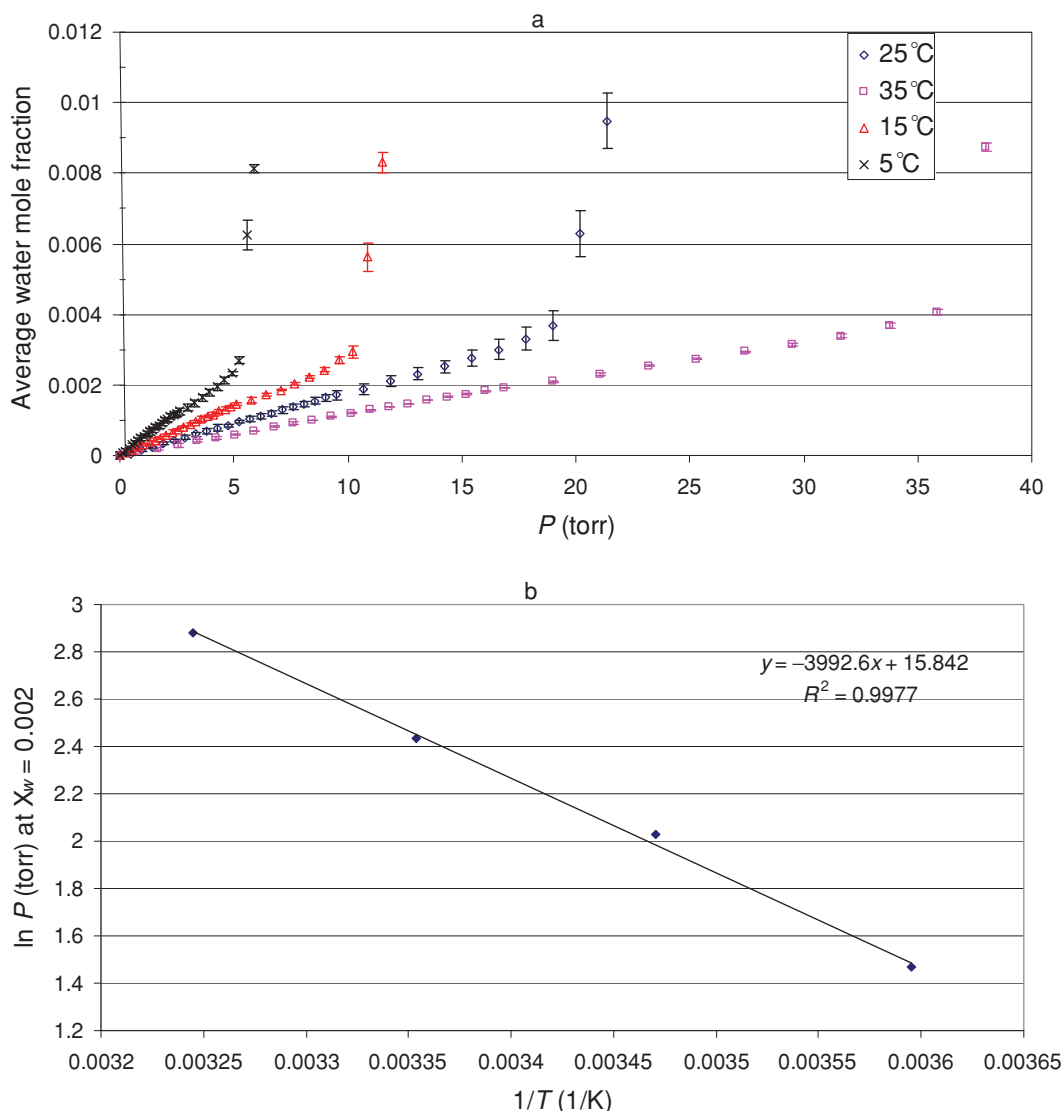 a
0.012
0.01
0.008
0.006
0.004
0.002
0
Average water mole fraction
25°C
35°C
15°C
5°C
0 5 10 15 20 25 30 35 40
P (torr)
b
3
2.8
2.6
2.4
2.2
2
1.8
1.6
1.4
1.2
ln P (torr) at Xw = 0.002
y = −3992.6x + 15.842
R² = 0.9977
0.0032 0.00325 0.0033 0.00335 0.0034 0.00345 0.0035 0.00355 0.0036 0.00365
1/T (1/K)